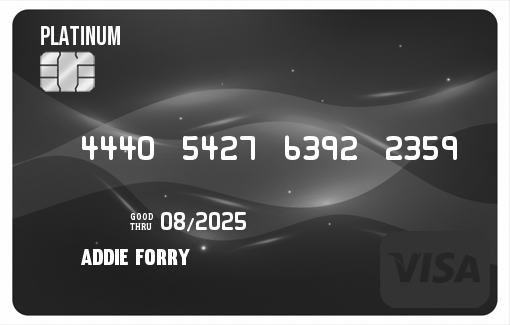 PLATINUM
4440 5427 6392 2359
GOOD THRU 08/2025
ADDIE FORRY
VISA